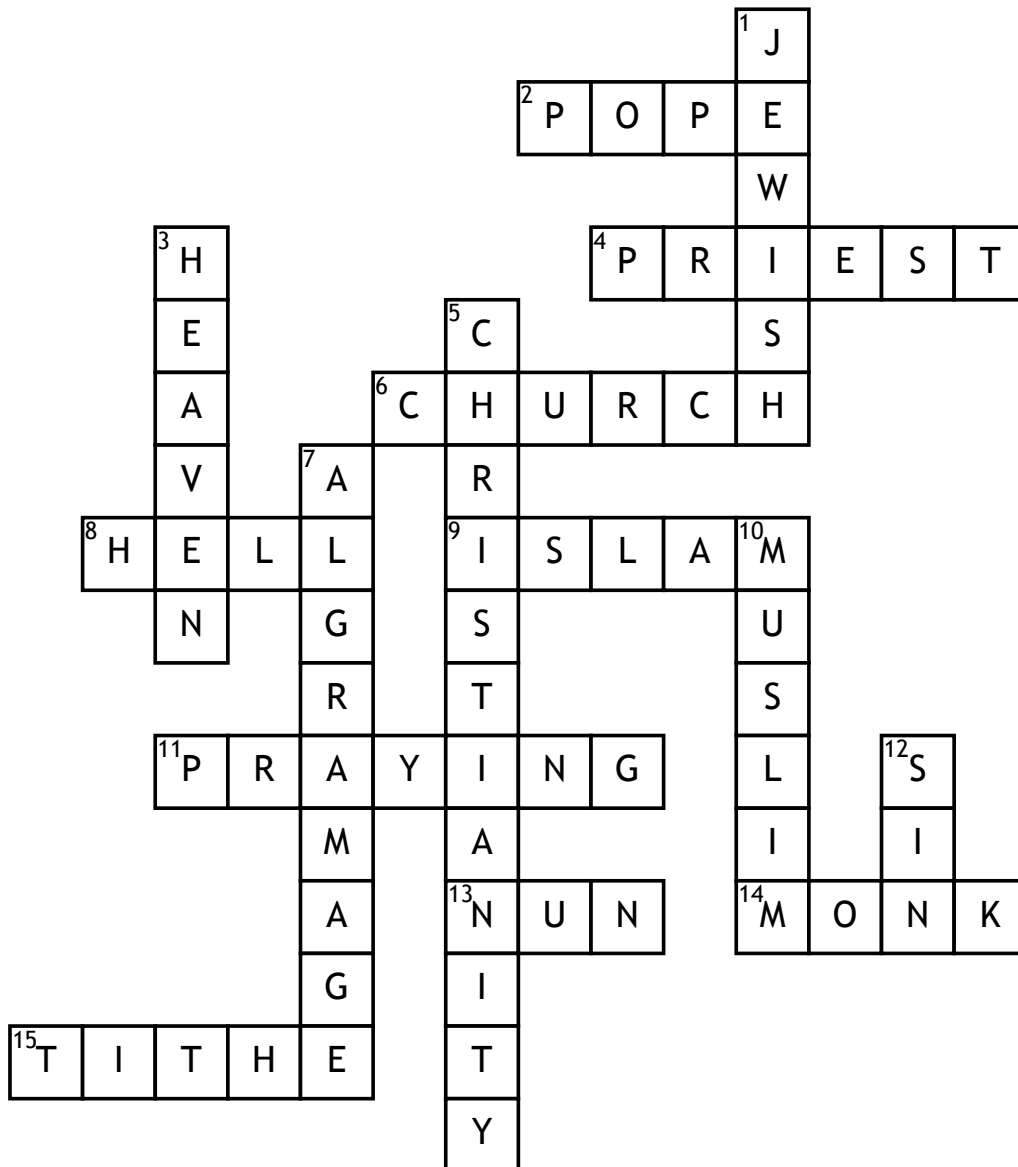 1 J
2 P O P E
W
3 H 4 P R I E S T
E 5 C S
A 6 C H U R C H
V 7 A R
8 H E L L 9 I S L A 10 M
N G S U
R T S
11 P R A Y I N G L 12 S
M A I I
A 13 N U N 14 M O N K
G I
15 T I T H E T
Y